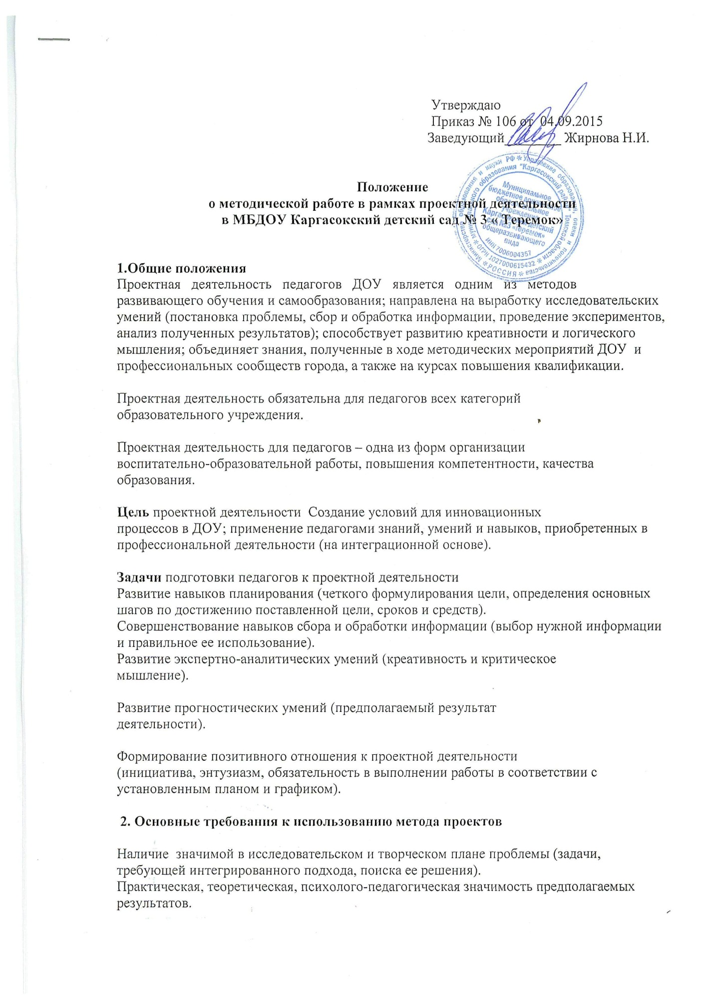 Утверждаю
Приказ № 106 от 04.09.2015
Заведующий________ Жирнова Н.И.
Положение
о методической работе в рамках проектной деятельности
в МБДОУ Каргасокский детский сад № 3 « Теремок»
Министерство образования и науки РФ * Управление образования, опеки и попечительства * РОССИЯ *
муниципального образования "Каргасокский район" Томской области * ОГРН 1027000615432 *
Муниципальное
бюджетное дошкольное
образовательное
учреждение
Каргасокский детский
сад №3 «Теремок»
общеразвивающего
вида
ИНН 7006004357
1.Общие положения
Проектная деятельность педагогов ДОУ является одним из методов
развивающего обучения и самообразования; направлена на выработку исследовательских
умений (постановка проблемы, сбор и обработка информации, проведение экспериментов,
анализ полученных результатов); способствует развитию креативности и логического
мышления; объединяет знания, полученные в ходе методических мероприятий ДОУ и
профессиональных сообществ города, а также на курсах повышения квалификации.
Проектная деятельность обязательна для педагогов всех категорий
образовательного учреждения.
Проектная деятельность для педагогов – одна из форм организации
воспитательно-образовательной работы, повышения компетентности, качества
образования.
Цель проектной деятельности Создание условий для инновационных
процессов в ДОУ; применение педагогами знаний, умений и навыков, приобретенных в
профессиональной деятельности (на интеграционной основе).
Задачи подготовки педагогов к проектной деятельности
Развитие навыков планирования (четкого формулирования цели, определения основных
шагов по достижению поставленной цели, сроков и средств).
Совершенствование навыков сбора и обработки информации (выбор нужной информации
и правильное ее использование).
Развитие экспертно-аналитических умений (креативность и критическое
мышление).
Развитие прогностических умений (предполагаемый результат
деятельности).
Формирование позитивного отношения к проектной деятельности
(инициатива, энтузиазм, обязательность в выполнении работы в соответствии с
установленным планом и графиком).
2. Основные требования к использованию метода проектов
Наличие значимой в исследовательском и творческом плане проблемы (задачи,
требующей интегрированного подхода, поиска ее решения).
Практическая, теоретическая, психолого-педагогическая значимость предполагаемых
результатов.